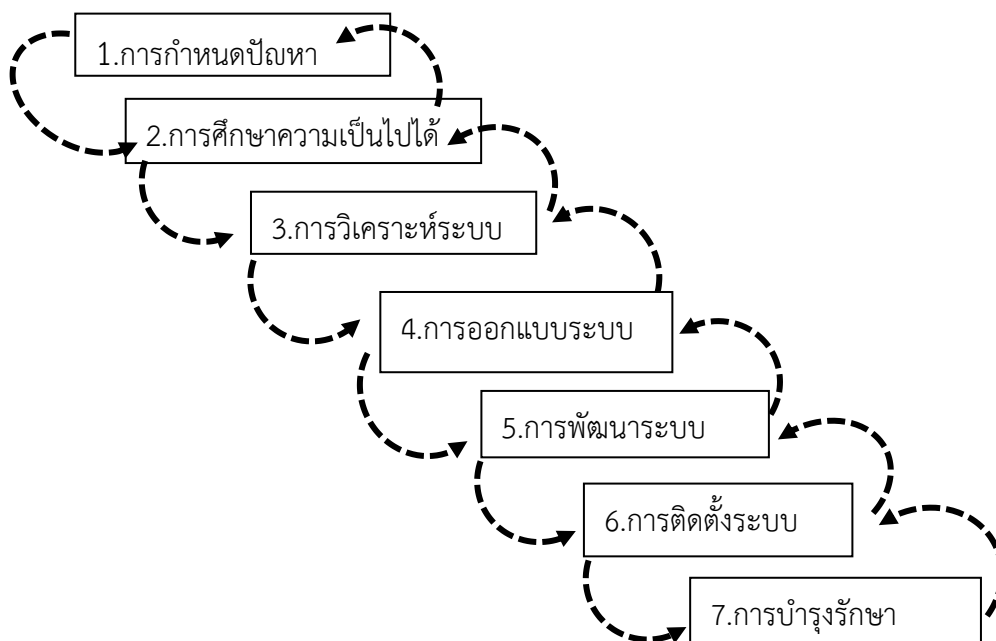 1.การกำหนดปัญหา
2.การศึกษาความเป็นไปได้
3.การวิเคราะห์ระบบ
4.การออกแบบระบบ
5.การพัฒนาระบบ
6.การติดตั้งระบบ
7.การบำรุงรักษา